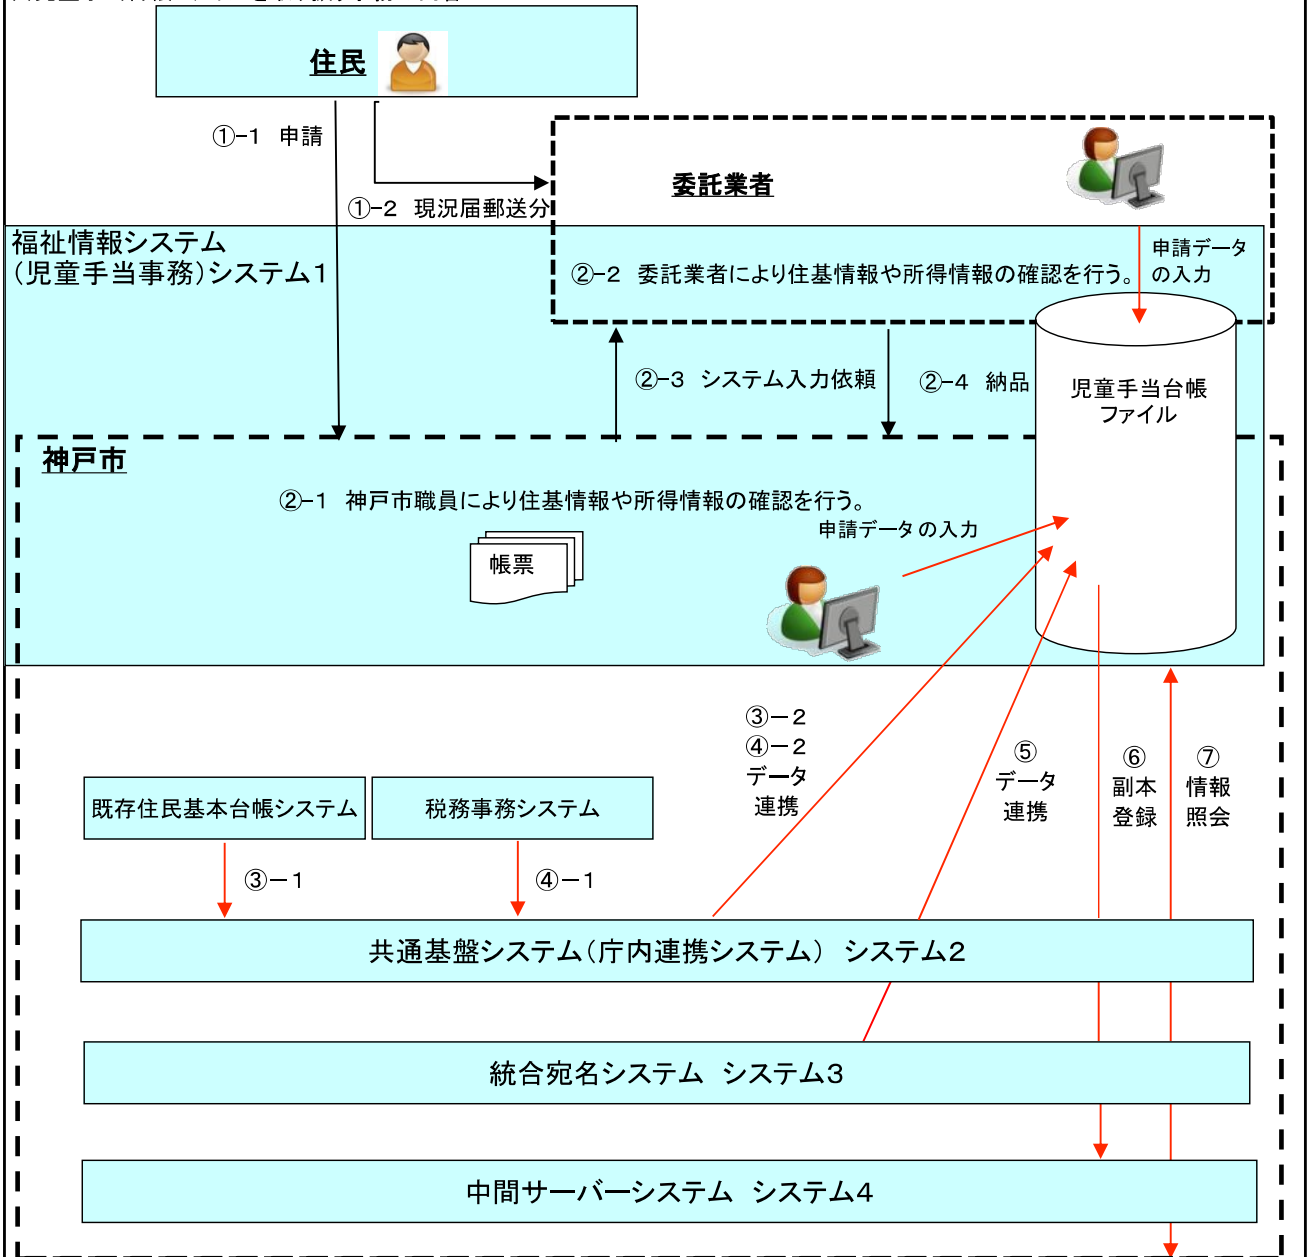 住民
①-1 申請
①-2 現況届郵送分
委託業者
福祉情報システム
（児童手当事務）システム1
申請データ
の入力
②-2 委託業者により住基情報や所得情報の確認を行う。
②-3 システム入力依頼
②-4 納品
児童手当台帳
ファイル
神戸市
②-1 神戸市職員により住基情報や所得情報の確認を行う。
申請データの入力
帳票
③－2
④－2
データ
連携
⑤
データ
連携
⑥
副本
登録
⑦
情報
照会
既存住民基本台帳システム
税務事務システム
③－1
④－1
共通基盤システム（庁内連携システム） システム2
統合宛名システム システム3
中間サーバーシステム システム4